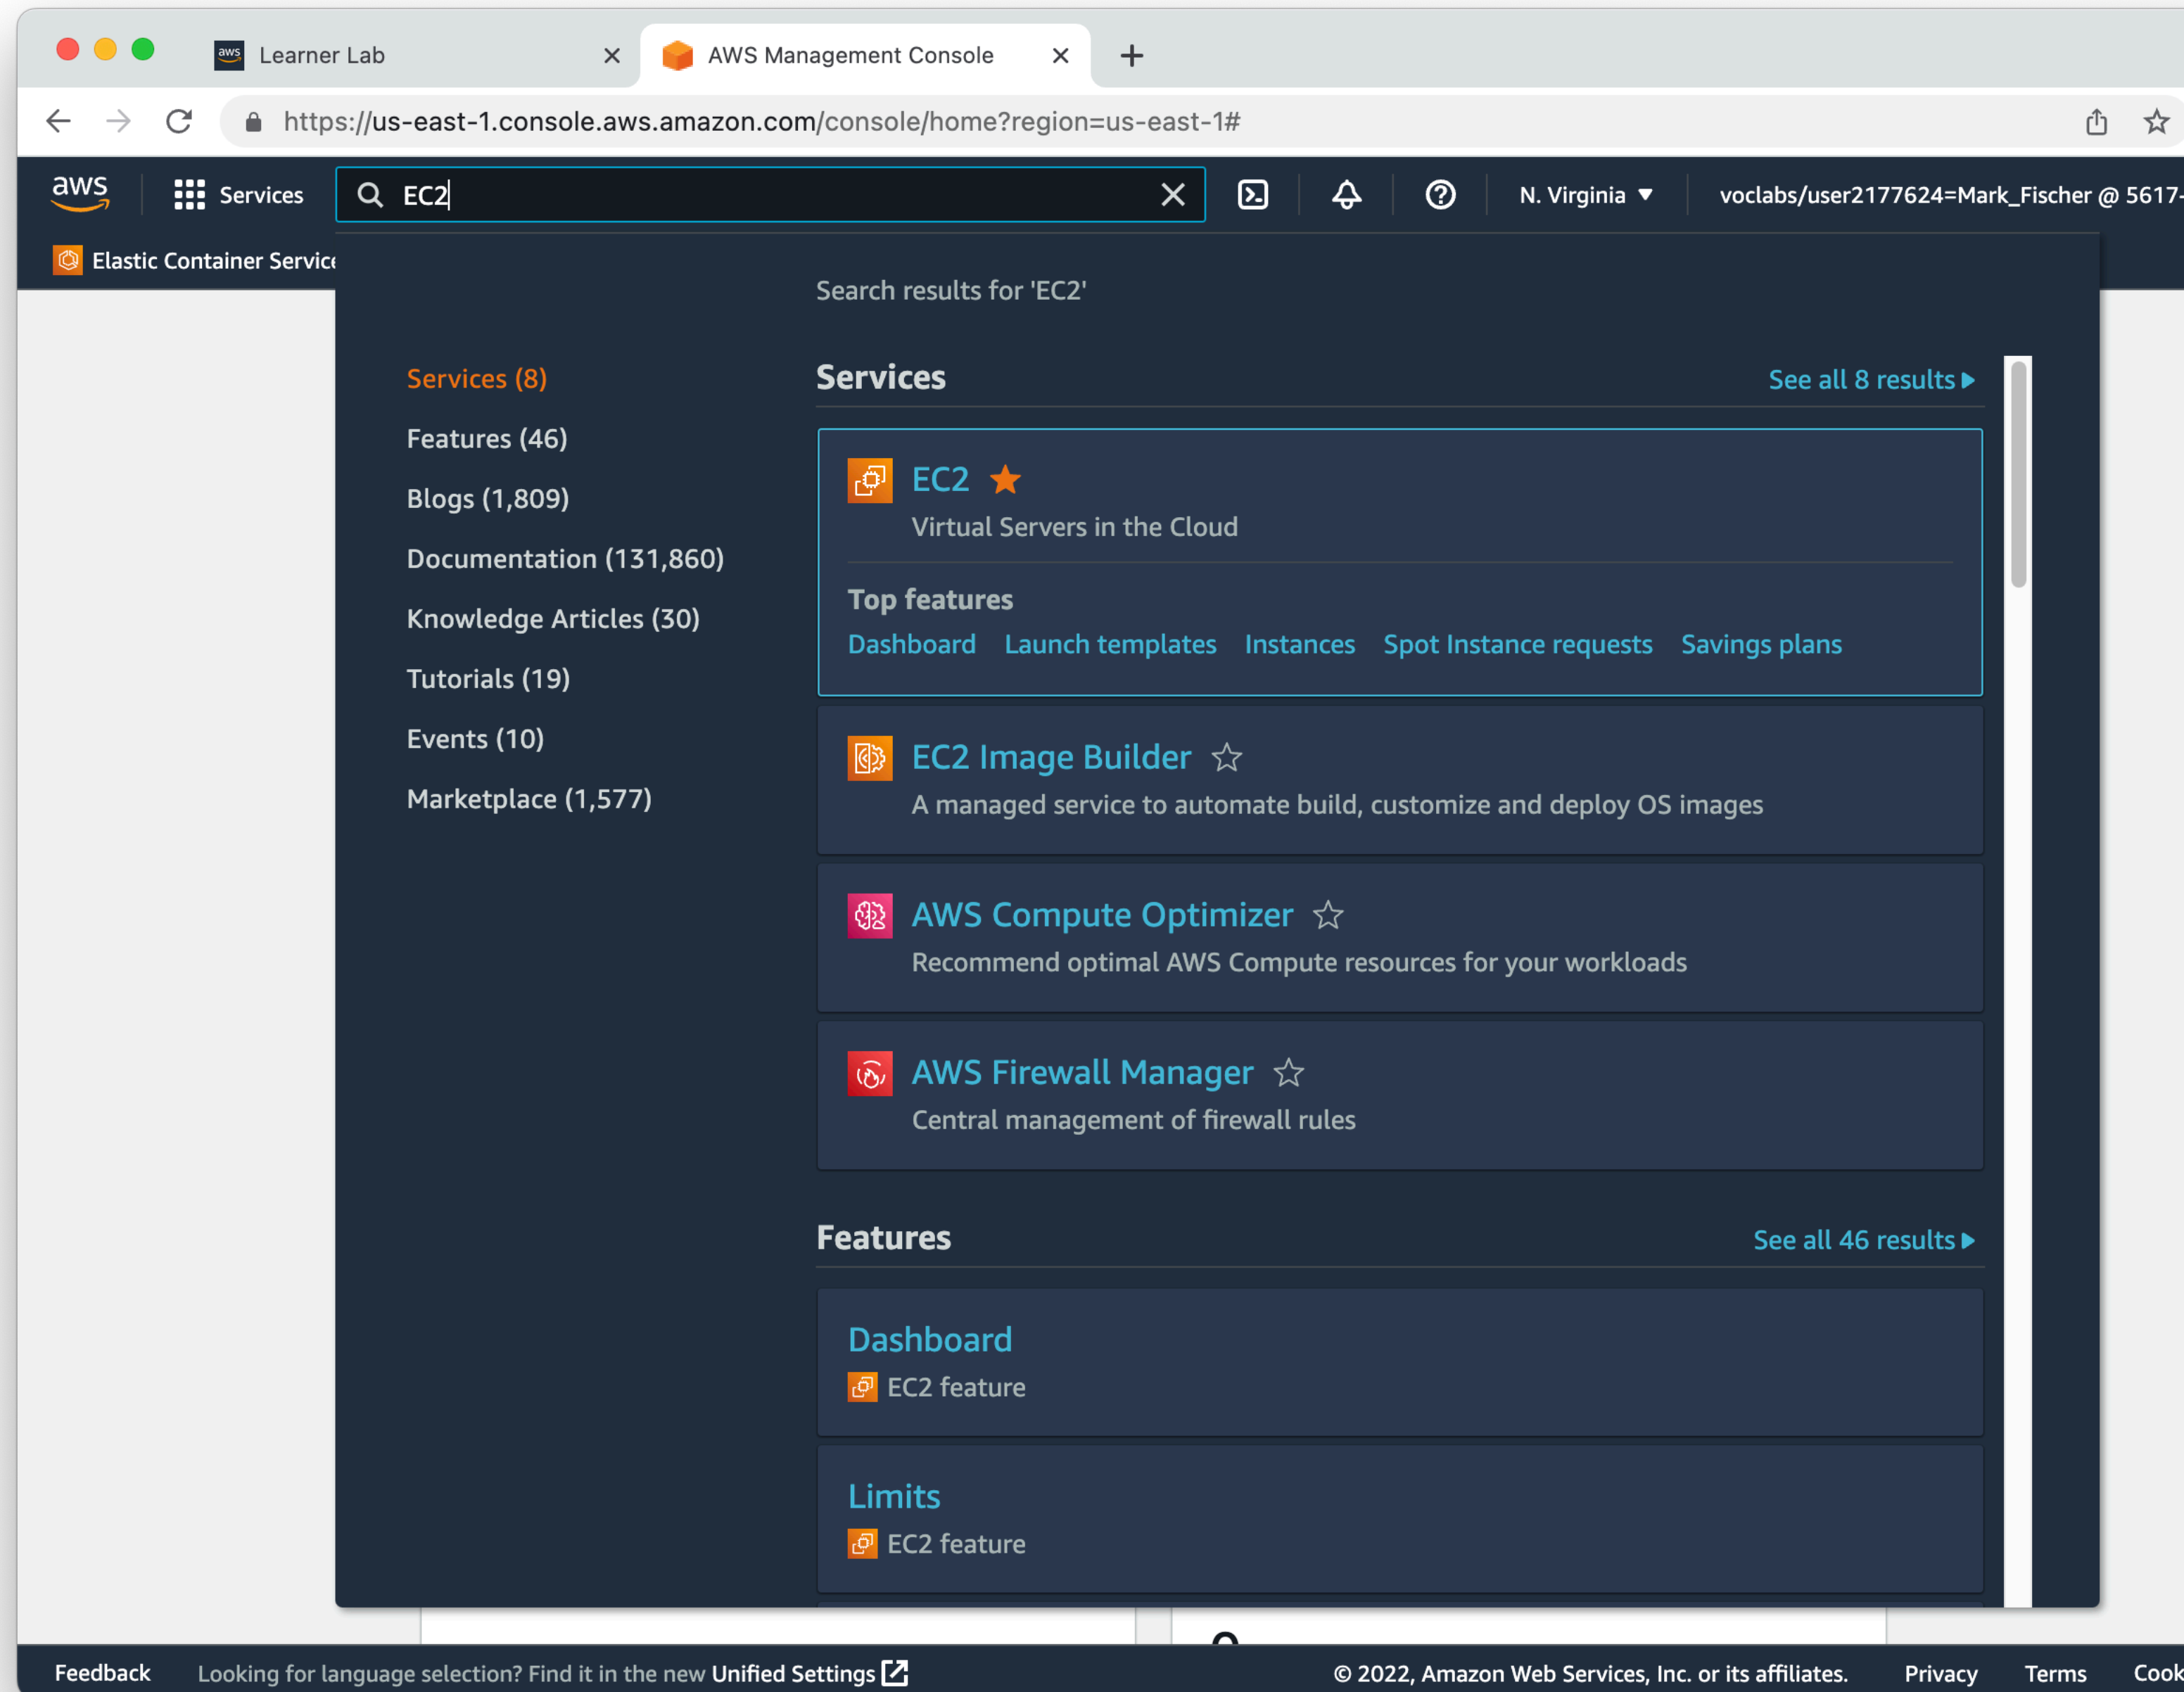 aws Learner Lab
AWS Management Console
https://us-east-1.console.aws.amazon.com/console/home?region=us-east-1#
aws
Services
EC2
N. Virginia
voclabs/user2177624=Mark_Fischer @ 5617-
Elastic Container Service
Search results for 'EC2'
Services (8)
Features (46)
Blogs (1,809)
Documentation (131,860)
Knowledge Articles (30)
Tutorials (19)
Events (10)
Marketplace (1,577)
Services
See all 8 results
EC2
Virtual Servers in the Cloud
Top features
Dashboard Launch templates Instances Spot Instance requests Savings plans
EC2 Image Builder
A managed service to automate build, customize and deploy OS images
AWS Compute Optimizer
Recommend optimal AWS Compute resources for your workloads
AWS Firewall Manager
Central management of firewall rules
Features
See all 46 results
Dashboard
EC2 feature
Limits
EC2 feature
Feedback
Looking for language selection? Find it in the new Unified Settings
© 2022, Amazon Web Services, Inc. or its affiliates.
Privacy
Terms
Cook